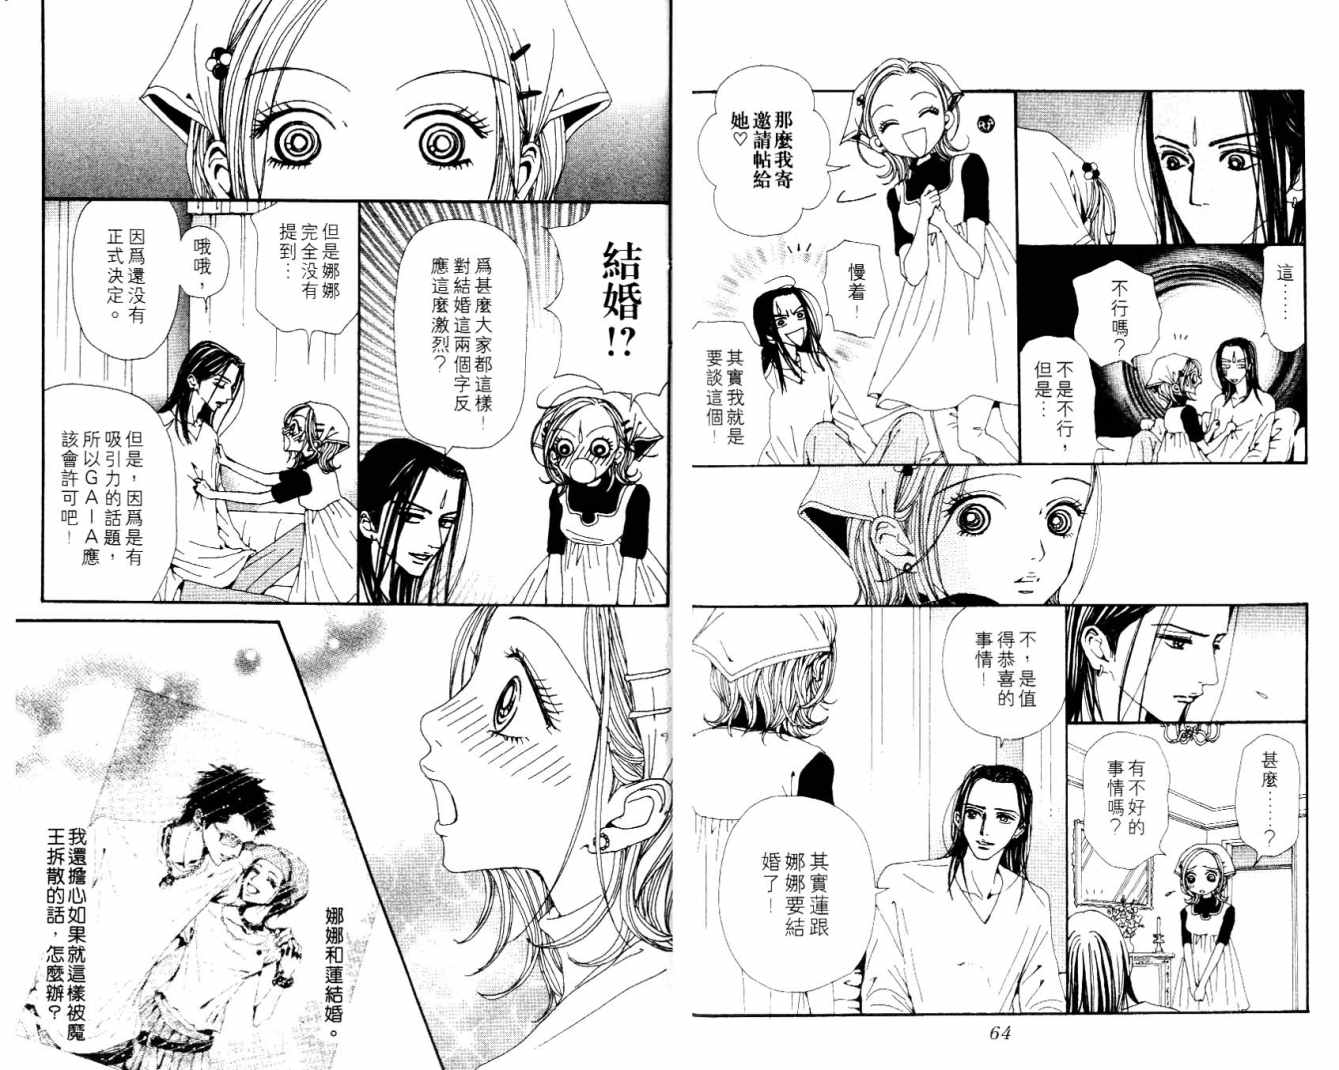 這⋯⋯
不行嗎？
不是不行，
但是⋯
那麼我寄
邀請帖給
她♡
慢着！
其實我就是
要談這個！
甚麼⋯⋯？
有不好的
事情嗎？
不，是值
得恭喜的
事情！
其實蓮跟
娜娜要結
婚了！
64
結婚！？
爲甚麼大家都這樣
對結婚這兩個字反
應這麼激烈？
但是娜娜
完全没有
提到⋯
哦哦，
因爲還没有
正式決定。
但是，因爲是有
吸引力的話題，
所以GAIA應
該會許可吧！
娜娜和蓮結婚。
我還擔心如果就這樣被魔
王拆散的話，怎麼辦？